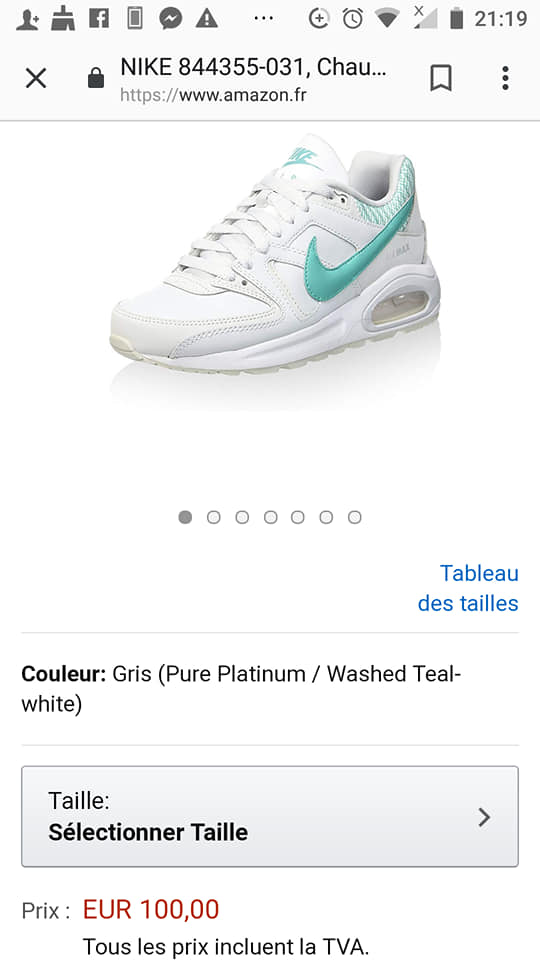 21:19
NIKE 844355-031, Chau...
https://www.amazon.fr
Tableau
des tailles
Couleur: Gris (Pure Platinum / Washed Teal-
white)
Taille:
Sélectionner Taille
Prix : EUR 100,00
Tous les prix incluent la TVA.